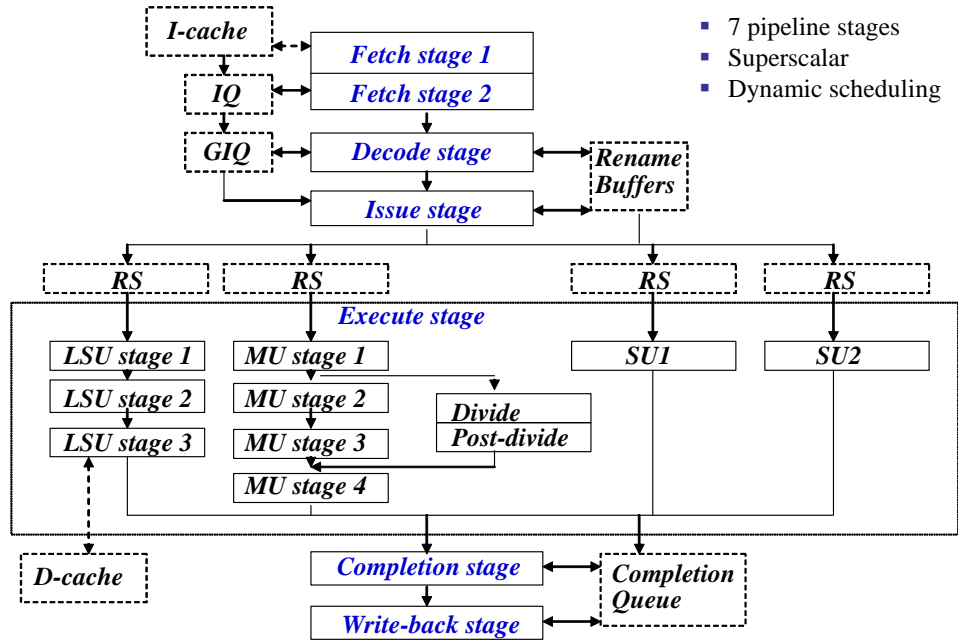 I-cache
Fetch stage 1
▪ 7 pipeline stages
▪ Superscalar
▪ Dynamic scheduling
IQ
Fetch stage 2
GIQ
Decode stage
Rename
Buffers
Issue stage
RS
RS
RS
RS
Execute stage
LSU stage 1
MU stage 1
SU1
SU2
LSU stage 2
MU stage 2
Divide
LSU stage 3
MU stage 3
Post-divide
MU stage 4
D-cache
Completion stage
Completion
Queue
Write-back stage